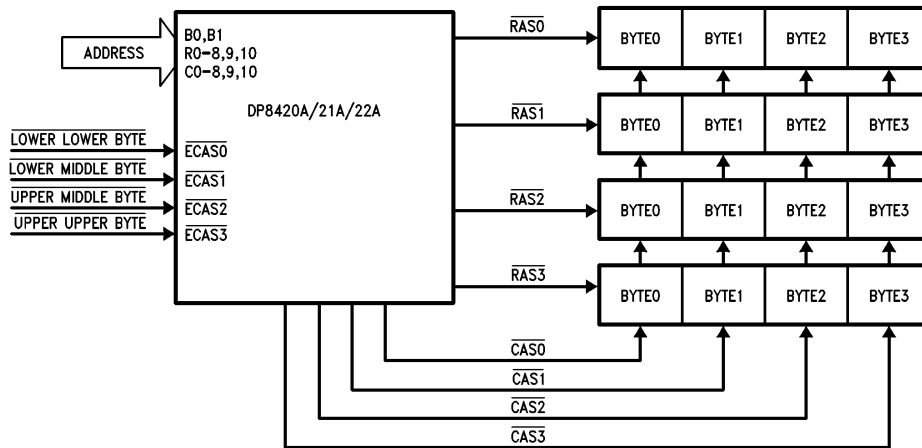 ADDRESS
B0,B1
R0-8,9,10
C0-8,9,10
DP8420A/21A/22A
LOWER LOWER BYTE
LOWER MIDDLE BYTE
UPPER MIDDLE BYTE
UPPER UPPER BYTE
ECAS0
ECAS1
ECAS2
ECAS3
RAS0
BYTE0 BYTE1 BYTE2 BYTE3
RAS1
BYTE0 BYTE1 BYTE2 BYTE3
RAS2
BYTE0 BYTE1 BYTE2 BYTE3
RAS3
BYTE0 BYTE1 BYTE2 BYTE3
CAS0
CAS1
CAS2
CAS3